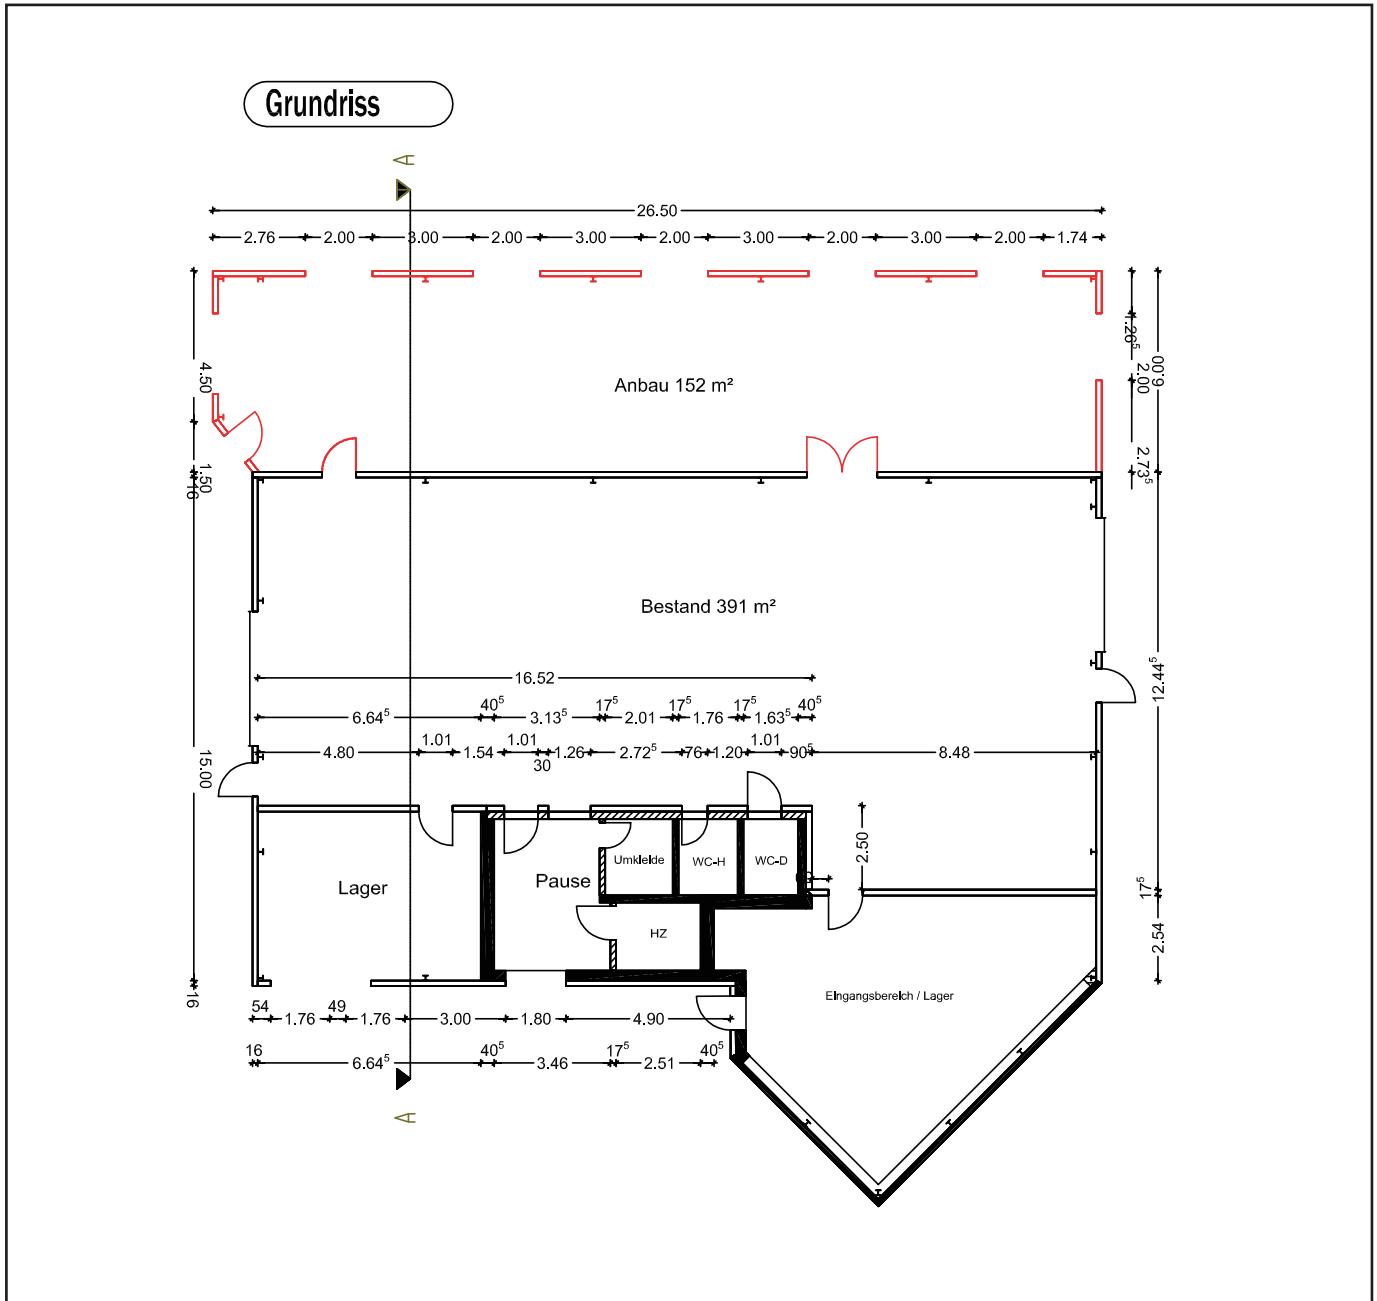 Grundriss
A
26.50
2.76 2.00 3.00 2.00 3.00 2.00 3.00 2.00 3.00 2.00 1.74
4.50
1.50
16
15.00
16
1.26⁵
2.00
2.73⁵
6.00
12.44⁵
17⁵
2.54
Anbau 152 m²
Bestand 391 m²
16.52
6.64⁵ 40⁵ 3.13⁵ 17⁵ 2.01 17⁵ 1.76 17⁵ 1.63⁵ 40⁵
4.80 1.01 1.54 1.01 30 1.26 2.72⁵ 76 1.20 1.01 90⁵ 8.48
2.50
Lager
Pause
Umkleide
WC-H
WC-D
HZ
Eingangsbereich / Lager
54 1.76 49 1.76 3.00 1.80 4.90
16 6.64⁵ 40⁵ 3.46 17⁵ 2.51 40⁵
A